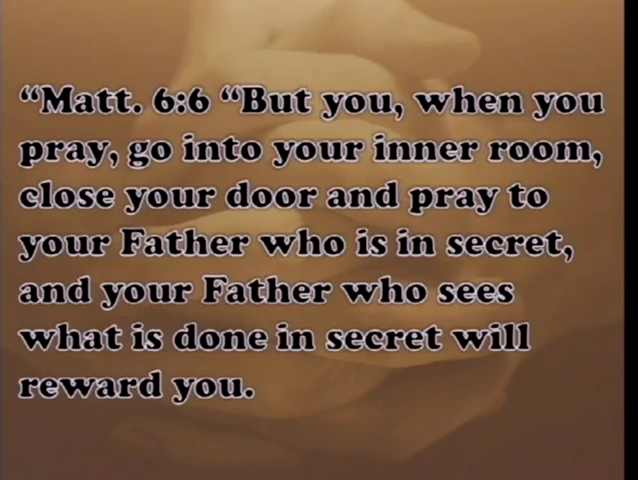 “Matt. 6:6 “But you, when you
pray, go into your inner room,
close your door and pray to
your Father who is in secret,
and your Father who sees
what is done in secret will
reward you.